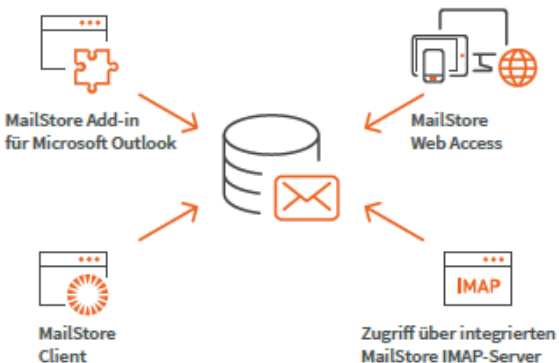 MailStore Add-in
für Microsoft Outlook
MailStore
Web Access
MailStore
Client
IMAP
Zugriff über integrierten
MailStore IMAP-Server